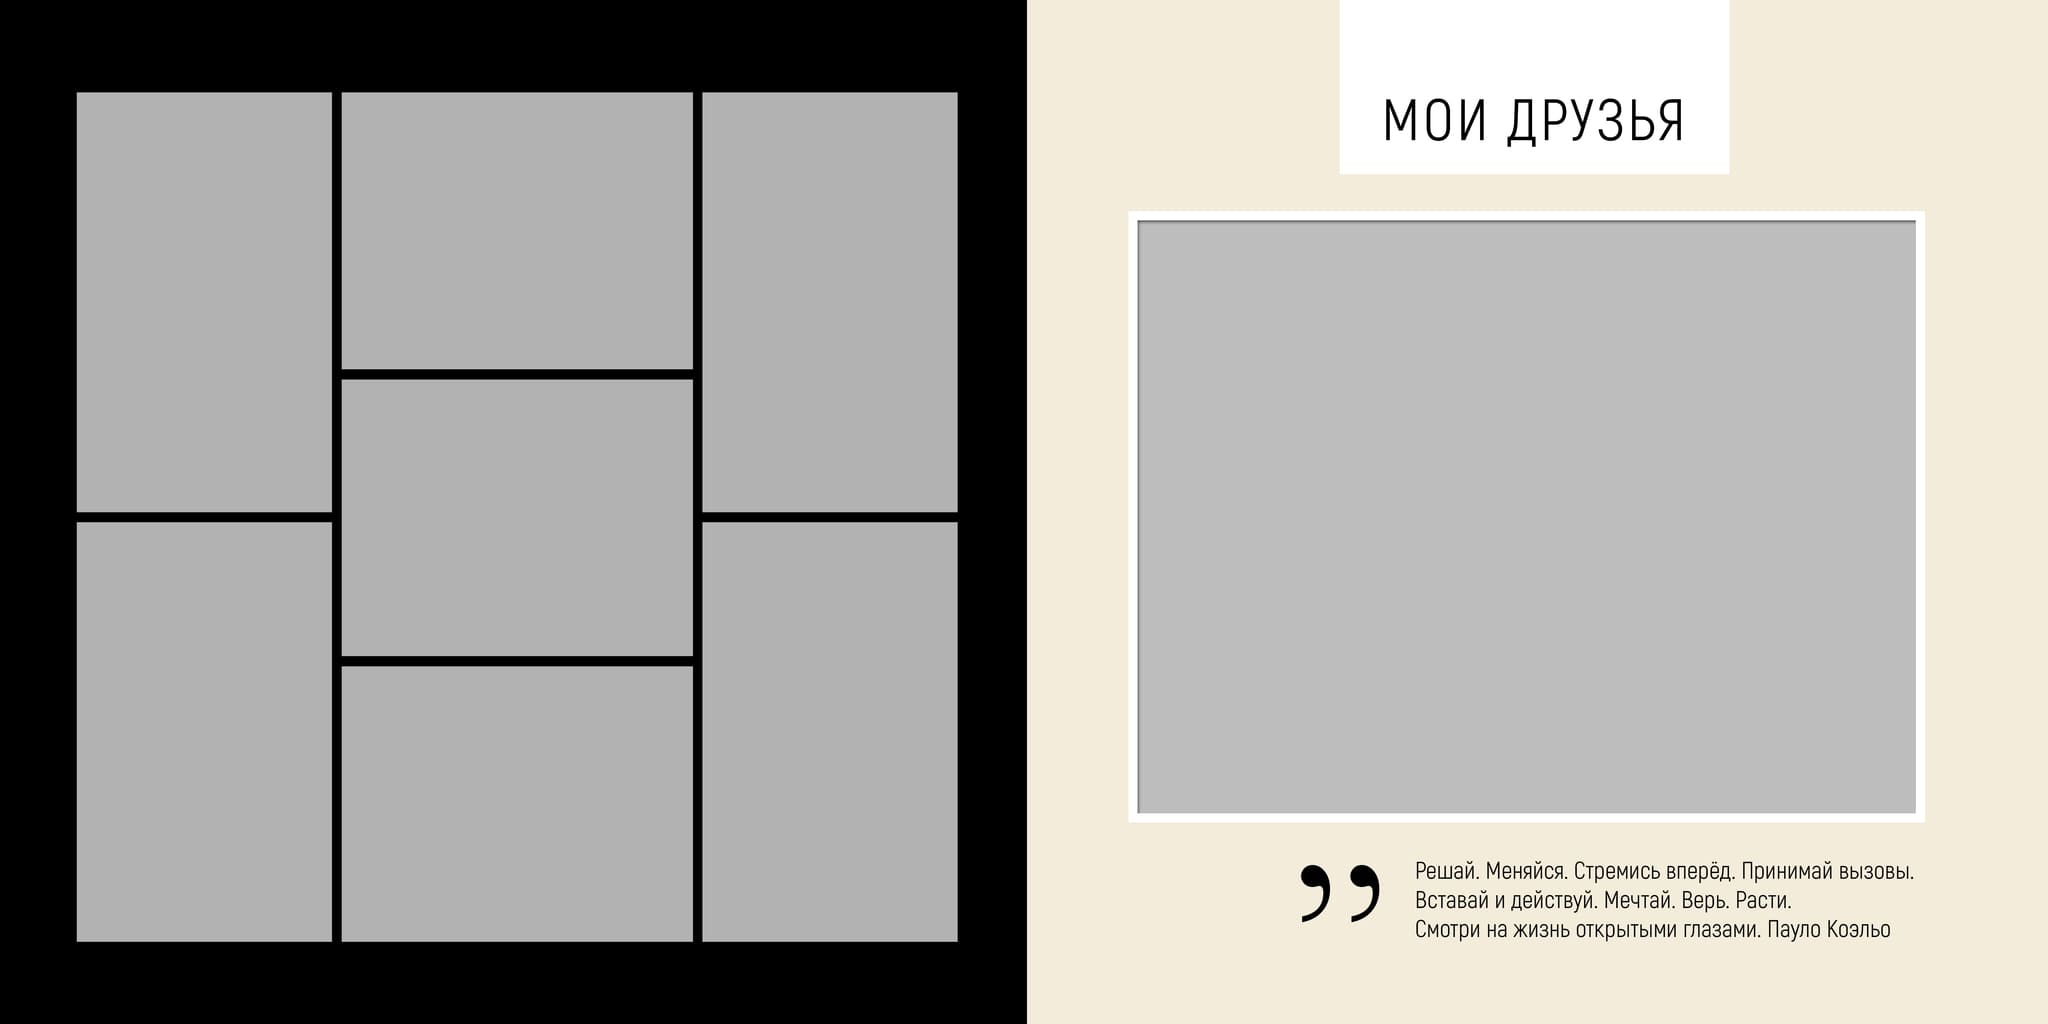 МОИ ДРУЗЬЯ
” Решай. Меняйся. Стремись вперёд. Принимай вызовы.
Вставай и действуй. Мечтай. Верь. Расти.
Смотри на жизнь открытыми глазами. Пауло Коэльо